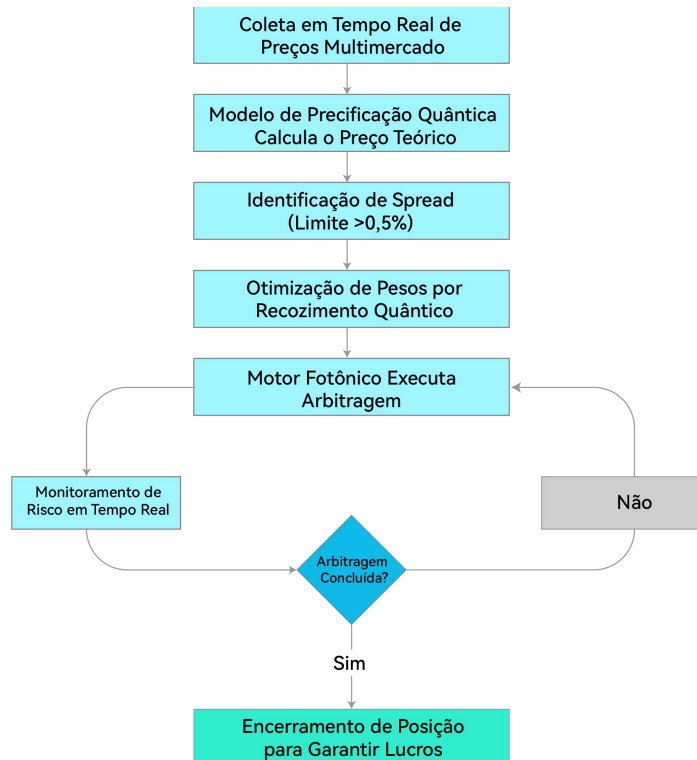 Coleta em Tempo Real de
Preços Multimercado
Modelo de Precificação Quântica
Calcula o Preço Teórico
Identificação de Spread
(Limite >0,5%)
Otimização de Pesos por
Recozimento Quântico
Motor Fotônico Executa
Arbitragem
Monitoramento de
Risco em Tempo Real
Não
Arbitragem
Concluída?
Sim
Encerramento de Posição
para Garantir Lucros